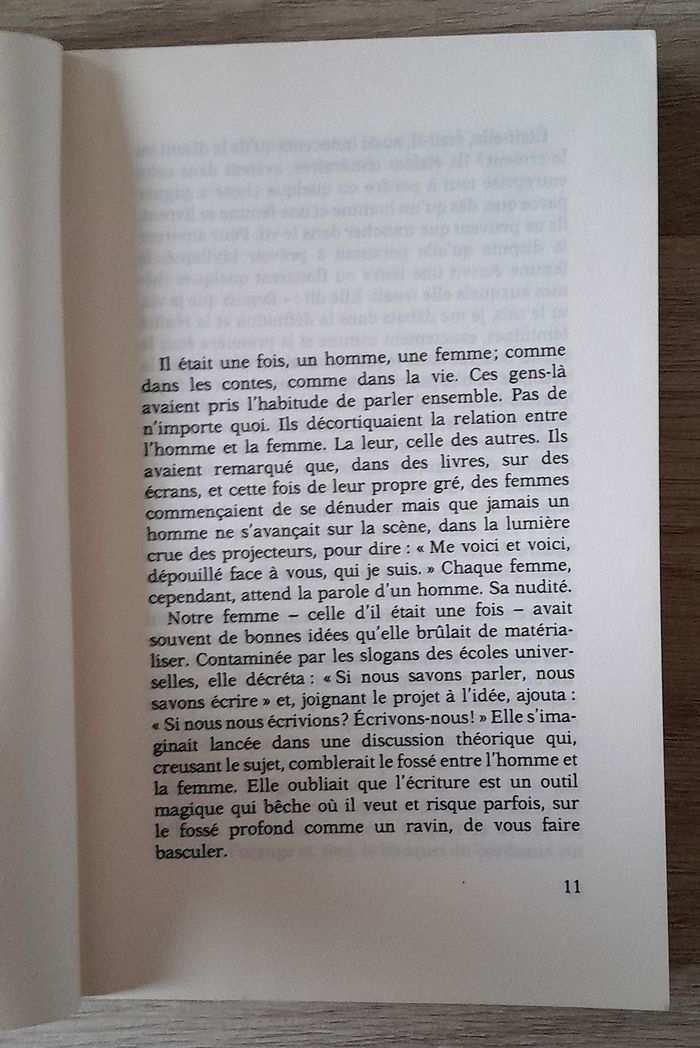 Il était une fois, un homme, une femme; comme
dans les contes, comme dans la vie. Ces gens-là
avaient pris l'habitude de parler ensemble. Pas de
n'importe quoi. Ils décortiquaient la relation entre
l'homme et la femme. La leur, celle des autres. Ils
avaient remarqué que, dans des livres, sur des
écrans, et cette fois de leur propre gré, des femmes
commençaient de se dénuder mais que jamais un
homme ne s'avançait sur la scène, dans la lumière
crue des projecteurs, pour dire : « Me voici et voici,
dépouillé face à vous, qui je suis. » Chaque femme,
cependant, attend la parole d'un homme. Sa nudité.
Notre femme – celle d'il était une fois – avait
souvent de bonnes idées qu'elle brûlait de matéria-
liser. Contaminée par les slogans des écoles univer-
selles, elle décréta : « Si nous savons parler, nous
savons écrire » et, joignant le projet à l'idée, ajouta :
« Si nous nous écrivions? Écrivons-nous! » Elle s'ima-
ginait lancée dans une discussion théorique qui,
creusant le sujet, comblerait le fossé entre l'homme et
la femme. Elle oubliait que l'écriture est un outil
magique qui bêche où il veut et risque parfois, sur
le fossé profond comme un ravin, de vous faire
basculer.
11